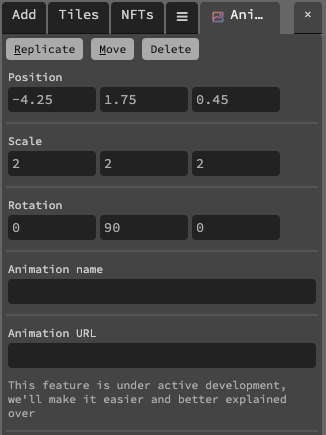 Add Tiles NFTs ≡ Ani… ×
Replicate Move Delete
Position
-4.25 1.75 0.45
Scale
2 2 2
Rotation
0 90 0
Animation name
Animation URL
This feature is under active development,
we'll make it easier and better explained
over